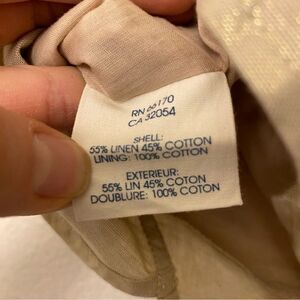 RN 66170
CA 32054
SHELL:
55% LINEN 45% COTTON
LINING: 100% COTTON
EXTERIEUR:
55% LIN 45% COTON
DOUBLURE: 100% COTON